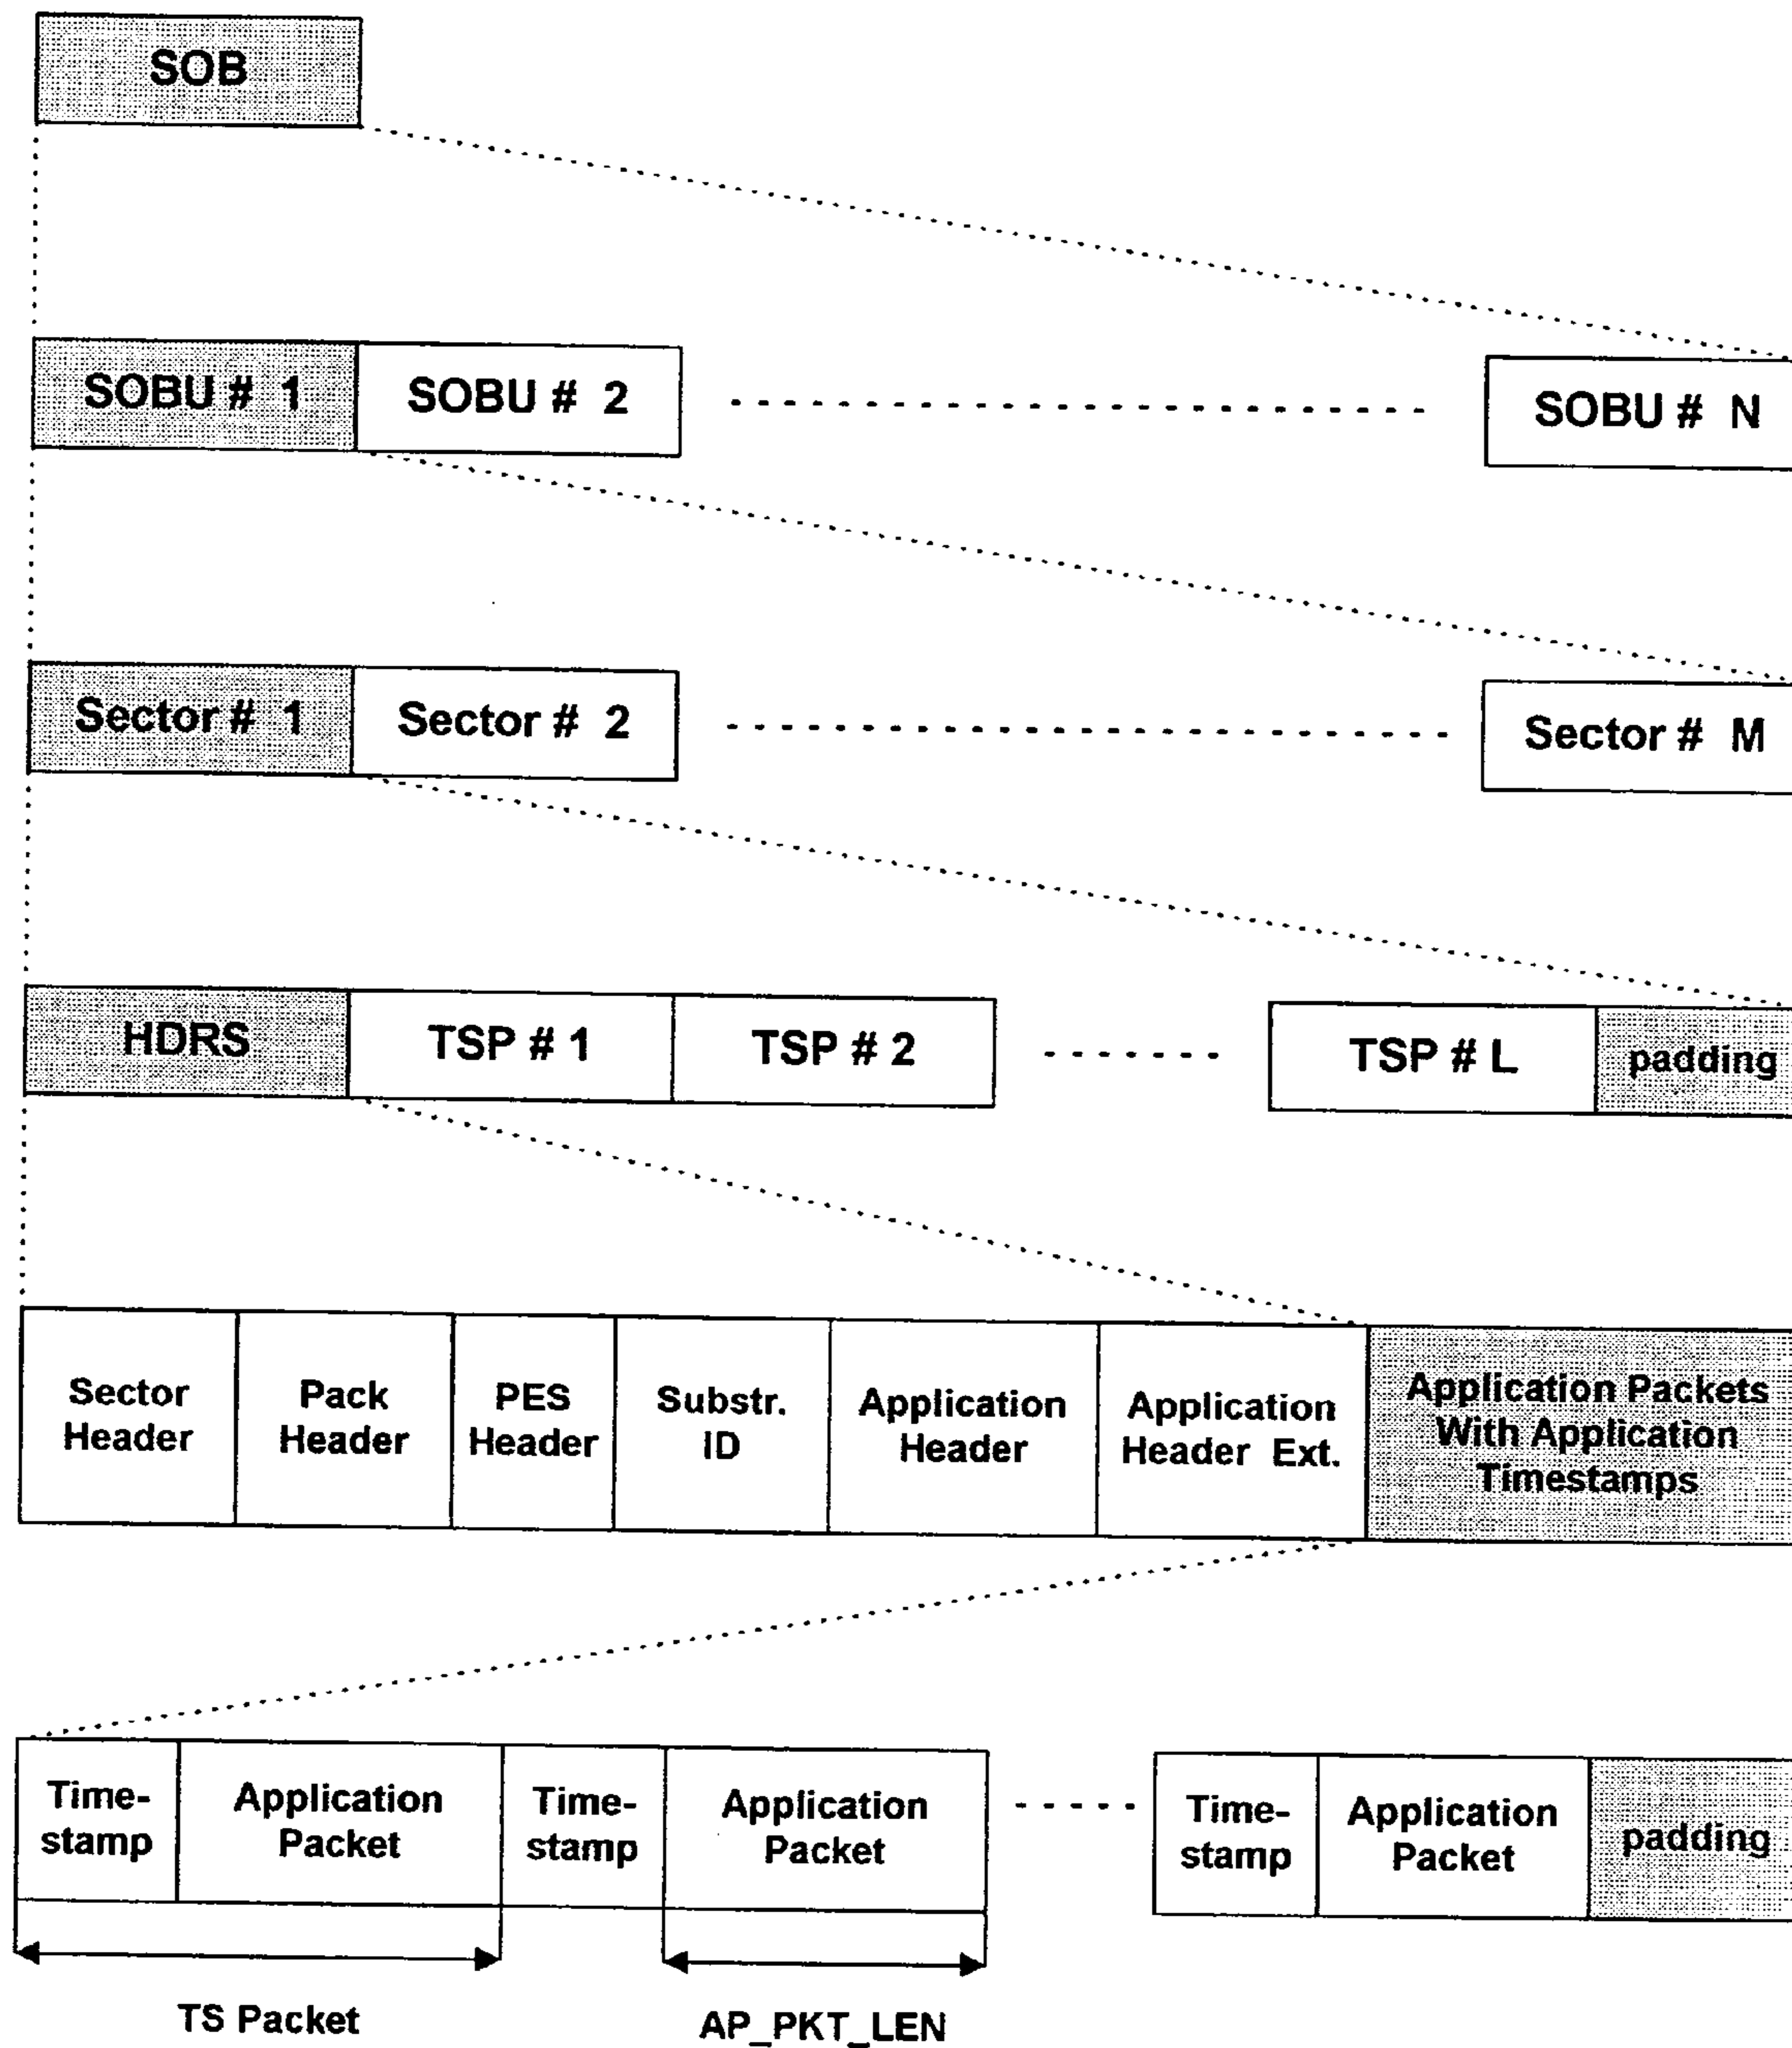 SOB
SOBU # 1 SOBU # 2 SOBU # N
Sector # 1 Sector # 2 Sector # M
HDRS TSP # 1 TSP # 2 TSP # L padding
Sector
Header
Pack
Header
PES
Header
Substr.
ID
Application
Header
Application
Header Ext.
Application Packets
With Application
Timestamps
Time-
stamp
Application
Packet
Time-
stamp
Application
Packet
Time-
stamp
Application
Packet
padding
TS Packet
AP_PKT_LEN